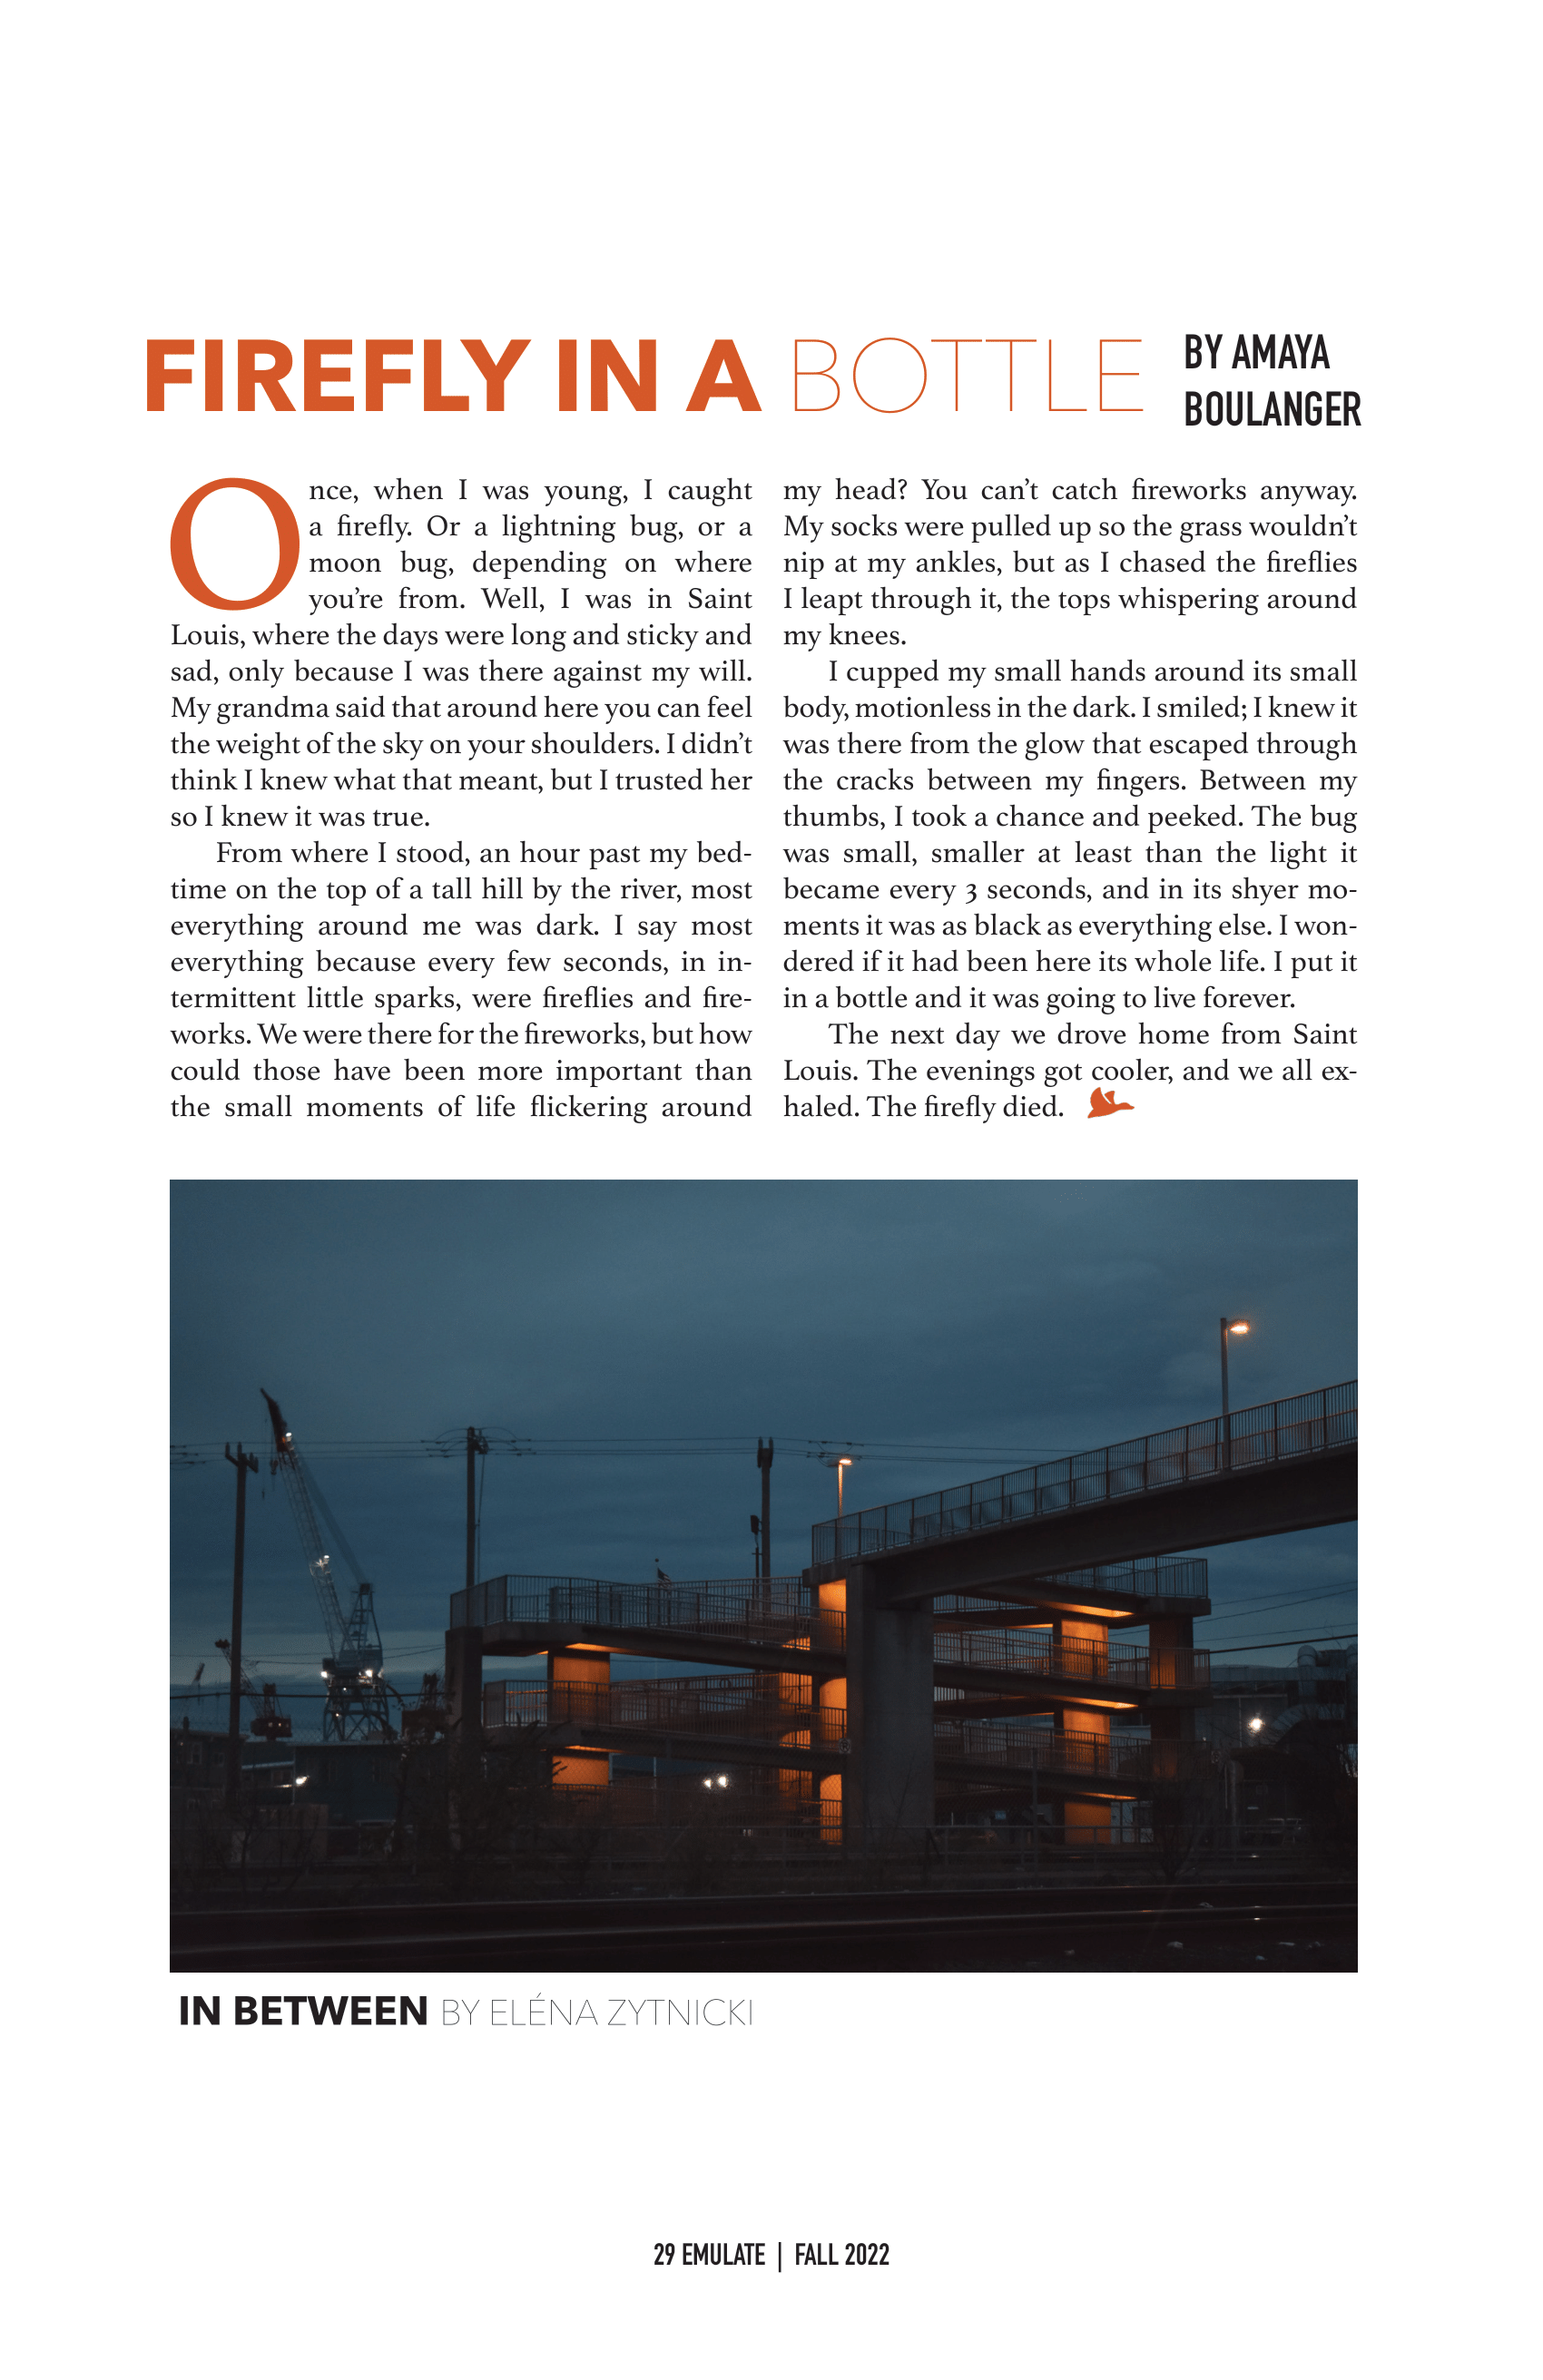 FIREFLY IN A BOTTLE
BY AMAYA
BOULANGER
Once, when I was young, I caught
a firefly. Or a lightning bug, or a
moon bug, depending on where
you’re from. Well, I was in Saint
Louis, where the days were long and sticky and
sad, only because I was there against my will.
My grandma said that around here you can feel
the weight of the sky on your shoulders. I didn’t
think I knew what that meant, but I trusted her
so I knew it was true.
From where I stood, an hour past my bed-
time on the top of a tall hill by the river, most
everything around me was dark. I say most
everything because every few seconds, in in-
termittent little sparks, were fireflies and fire-
works. We were there for the fireworks, but how
could those have been more important than
the small moments of life flickering around
my head? You can’t catch fireworks anyway.
My socks were pulled up so the grass wouldn’t
nip at my ankles, but as I chased the fireflies
I leapt through it, the tops whispering around
my knees.
I cupped my small hands around its small
body, motionless in the dark. I smiled; I knew it
was there from the glow that escaped through
the cracks between my fingers. Between my
thumbs, I took a chance and peeked. The bug
was small, smaller at least than the light it
became every 3 seconds, and in its shyer mo-
ments it was as black as everything else. I won-
dered if it had been here its whole life. I put it
in a bottle and it was going to live forever.
The next day we drove home from Saint
Louis. The evenings got cooler, and we all ex-
haled. The firefly died.
IN BETWEEN BY ELÉNA ZYTNICKI
29 EMULATE | FALL 2022